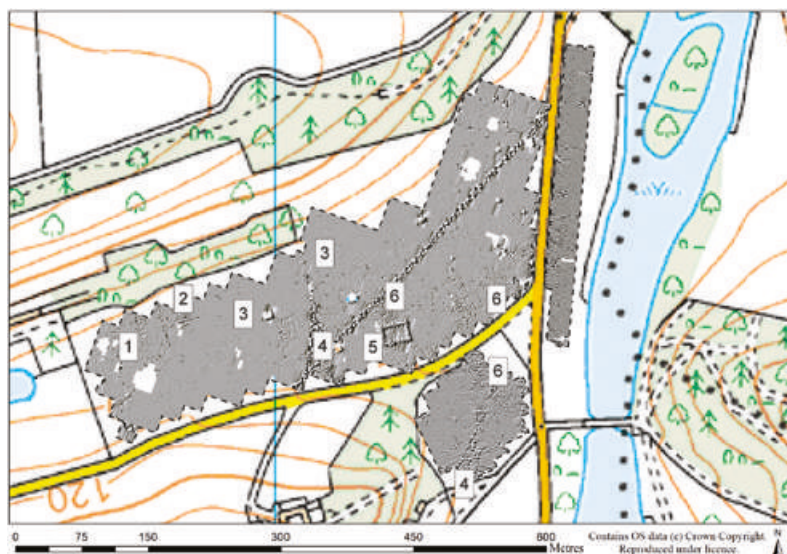 3
2
3
6
1
4
5
6
6
4
120
0 75 150 300 450 600
Metres
N
Contains OS data (c) Crown Copyright.
Reproduced under licence.